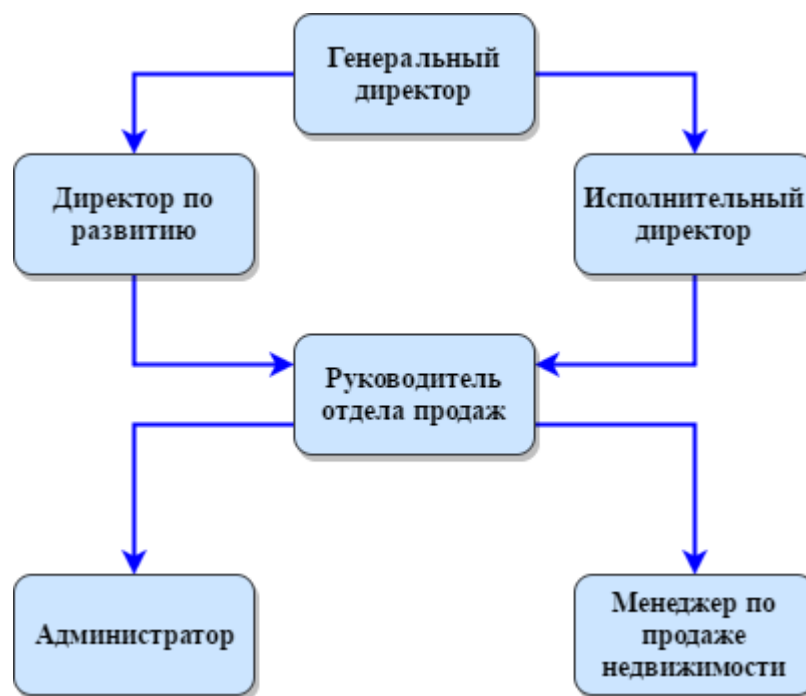 Генеральный
директор
Директор по
развитию
Исполнительный
директор
Руководитель
отдела продаж
Администратор
Менеджер по
продаже
недвижимости